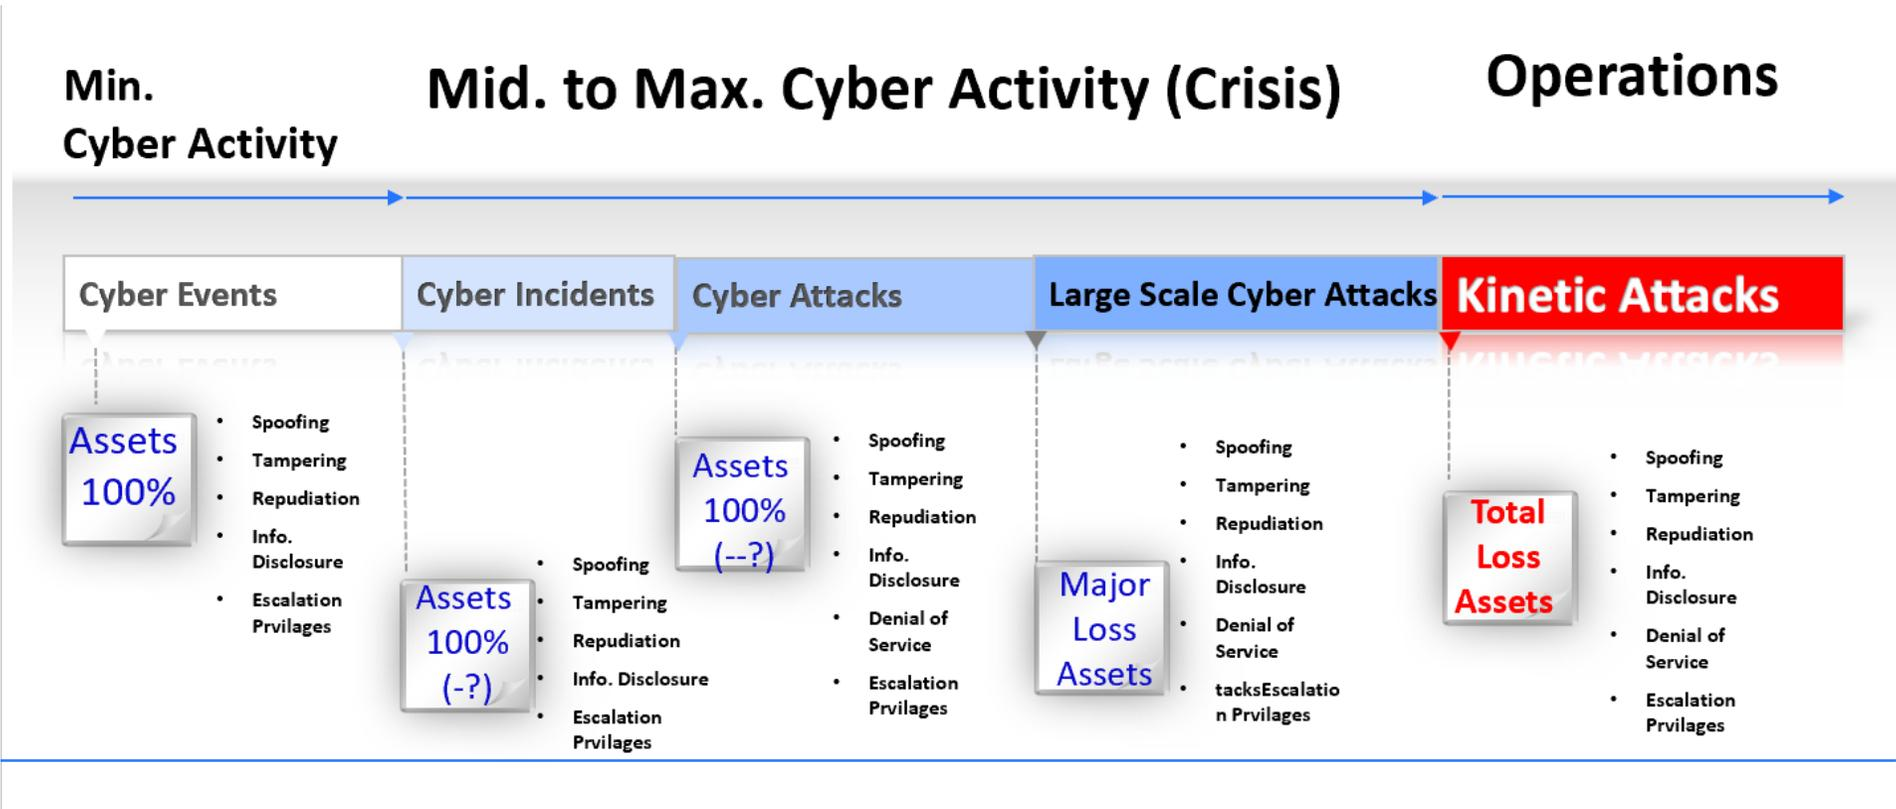 Min.
Cyber Activity
Mid. to Max. Cyber Activity (Crisis)
Operations
Cyber Events
Cyber Incidents
Cyber Attacks
Large Scale Cyber Attacks
Kinetic Attacks
Assets
100%
• Spoofing
• Tampering
• Repudiation
• Info.
Disclosure
• Escalation
Prvilages
Assets
100%
(-?)
• Spoofing
• Tampering
• Repudiation
• Info. Disclosure
• Escalation
Prvilages
Assets
100%
(--?)
• Spoofing
• Tampering
• Repudiation
• Info.
Disclosure
• Denial of
Service
• Escalation
Prvilages
Major
Loss
Assets
• Spoofing
• Tampering
• Repudiation
• Info.
Disclosure
• Denial of
Service
• tacksEscalatio
n Prvilages
Total
Loss
Assets
• Spoofing
• Tampering
• Repudiation
• Info.
Disclosure
• Denial of
Service
• Escalation
Prvilages